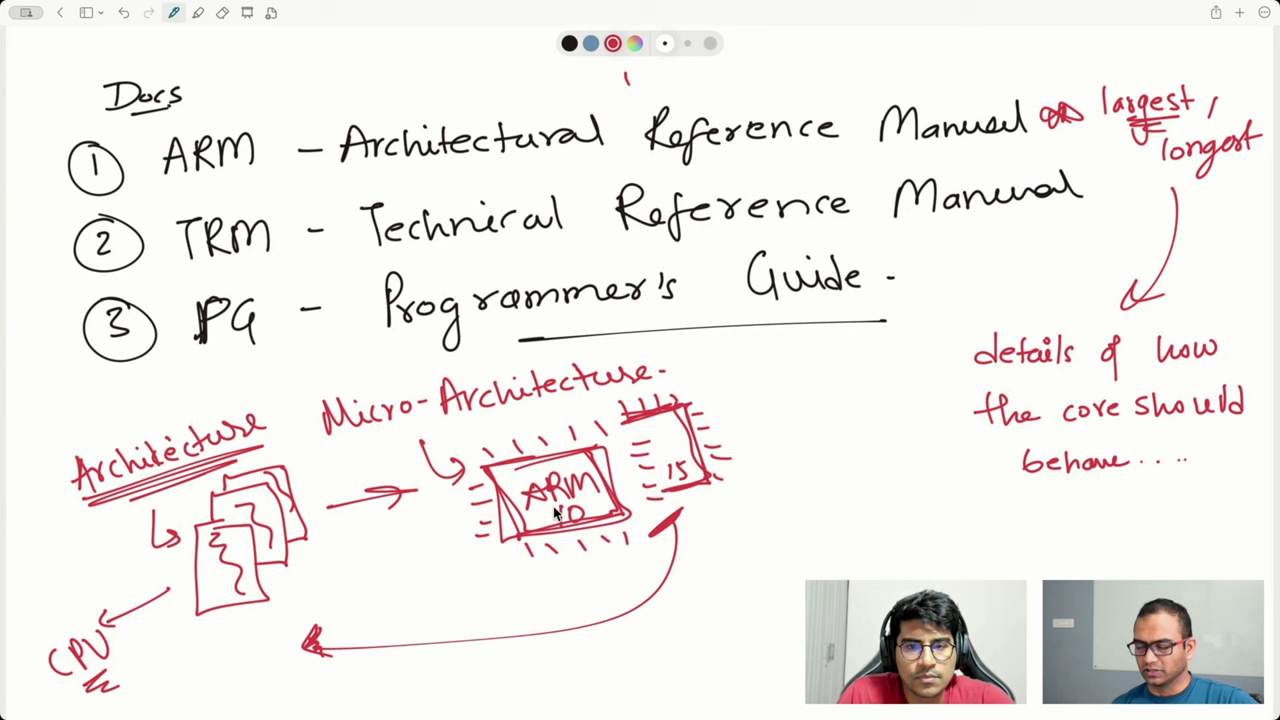 Docs
1 ARM - Architectural Reference Manual largest,
longest
2 TRM - Technical Reference Manual
3 PG - Programmer's Guide.
details of how
the core should
behave.....
Micro-Architecture.
Architecture
ARM
10
15
CPU